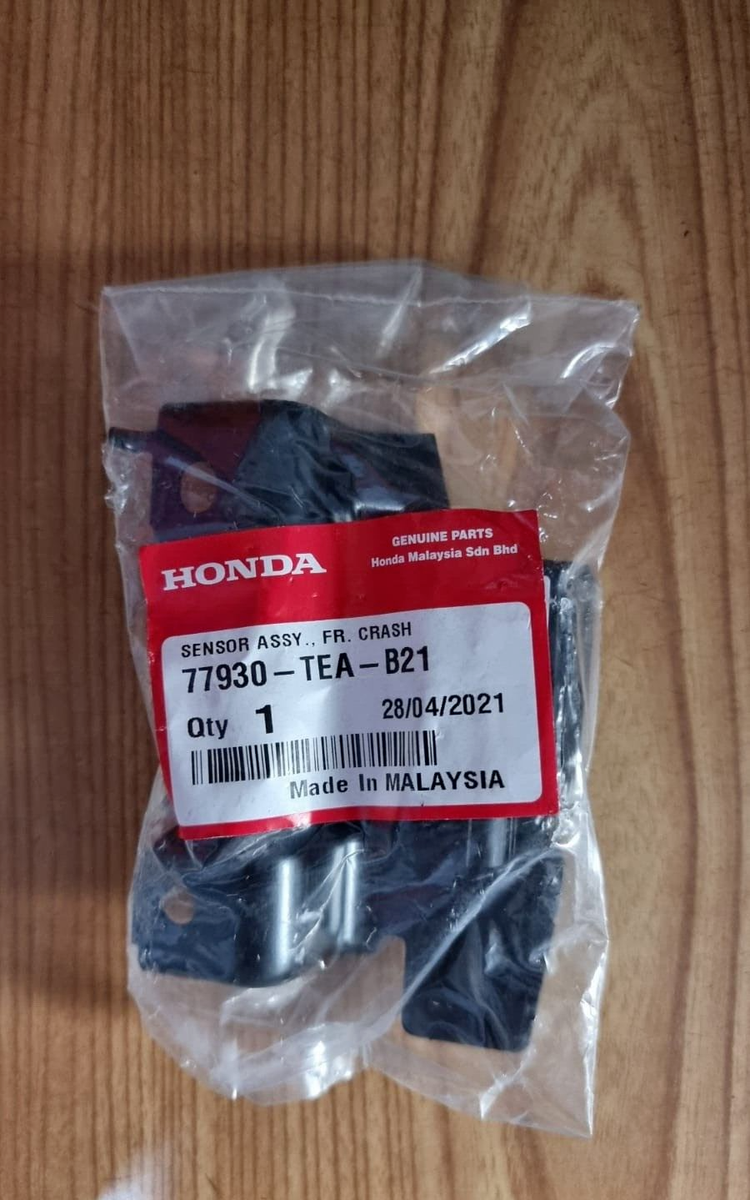 HONDA
GENUINE PARTS
Honda Malaysia Sdn Bhd
SENSOR ASSY., FR. CRASH
77930-TEA-B21
Qty 1 28/04/2021
Made In MALAYSIA